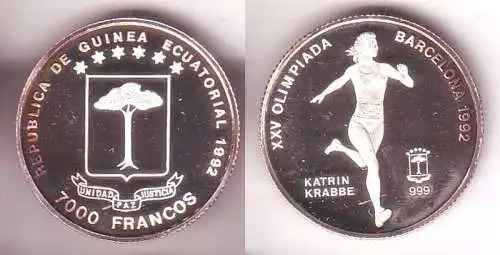 REPUBLICA DE GUINEA ECUATORIAL 1992
UNIDAD PAZ JUSTICIA
7000 FRANCOS
XXV OLIMPIADA BARCELONA 1992
KATRIN
KRABBE
999